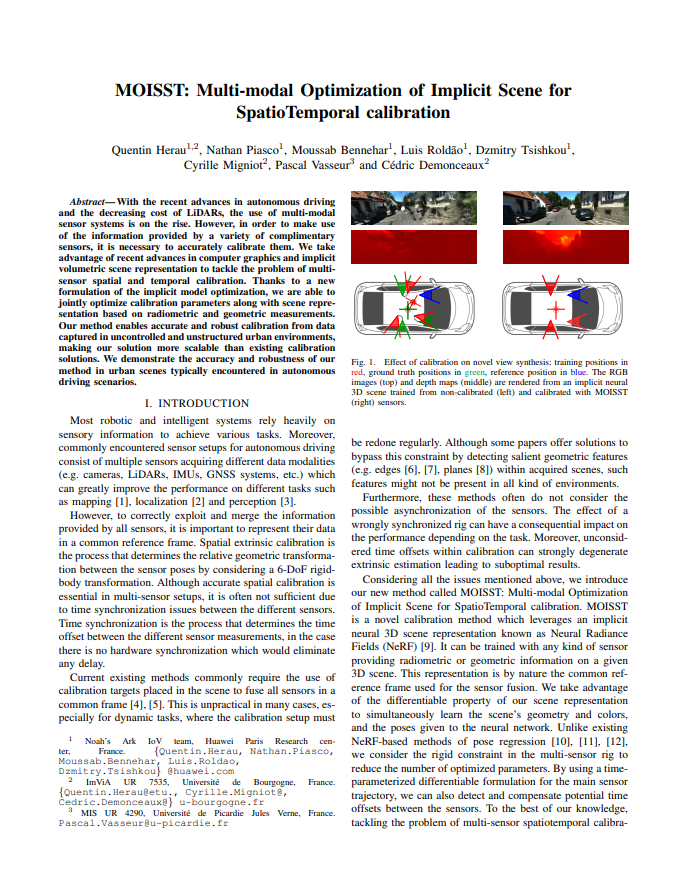 MOISST: Multi-modal Optimization of Implicit Scene for
SpatioTemporal calibration
Quentin Herau1,2, Nathan Piasco1, Moussab Bennehar1, Luis Roldão1, Dzmitry Tsishkou1,
Cyrille Migniot2, Pascal Vasseur3 and Cédric Demonceaux2
Abstract—With the recent advances in autonomous driving
and the decreasing cost of LiDARs, the use of multi-modal
sensor systems is on the rise. However, in order to make use
of the information provided by a variety of complimentary
sensors, it is necessary to accurately calibrate them. We take
advantage of recent advances in computer graphics and implicit
volumetric scene representation to tackle the problem of multi-
sensor spatial and temporal calibration. Thanks to a new
formulation of the implicit model optimization, we are able to
jointly optimize calibration parameters along with scene repre-
sentation based on radiometric and geometric measurements.
Our method enables accurate and robust calibration from data
captured in uncontrolled and unstructured urban environments,
making our solution more scalable than existing calibration
solutions. We demonstrate the accuracy and robustness of our
method in urban scenes typically encountered in autonomous
driving scenarios.
I. INTRODUCTION
Most robotic and intelligent systems rely heavily on
sensory information to achieve various tasks. Moreover,
commonly encountered sensor setups for autonomous driving
consist of multiple sensors acquiring different data modalities
(e.g. cameras, LiDARs, IMUs, GNSS systems, etc.) which
can greatly improve the performance on different tasks such
as mapping [1], localization [2] and perception [3].
However, to correctly exploit and merge the information
provided by all sensors, it is important to represent their data
in a common reference frame. Spatial extrinsic calibration is
the process that determines the relative geometric transforma-
tion between the sensor poses by considering a 6-DoF rigid-
body transformation. Although accurate spatial calibration is
essential in multi-sensor setups, it is often not sufficient due
to time synchronization issues between the different sensors.
Time synchronization is the process that determines the time
offset between the different sensor measurements, in the case
there is no hardware synchronization which would eliminate
any delay.
Current existing methods commonly require the use of
calibration targets placed in the scene to fuse all sensors in a
common frame [4], [5]. This is unpractical in many cases, es-
pecially for dynamic tasks, where the calibration setup must
1 Noah's Ark IoV team, Huawei Paris Research cen-
ter, France. {Quentin.Herau, Nathan.Piasco,
Moussab.Bennehar, Luis.Roldao,
Dzmitry.Tsishkou} @huawei.com
2 ImViA UR 7535, Université de Bourgogne, France.
{Quentin.Herau@etu., Cyrille.Migniot@,
Cedric.Demonceaux@} u-bourgogne.fr
3 MIS UR 4290, Université de Picardie Jules Verne, France.
Pascal.Vasseur@u-picardie.fr
Fig. 1. Effect of calibration on novel view synthesis: training positions in
red, ground truth positions in green, reference position in blue. The RGB
images (top) and depth maps (middle) are rendered from an implicit neural
3D scene trained from non-calibrated (left) and calibrated with MOISST
(right) sensors.
be redone regularly. Although some papers offer solutions to
bypass this constraint by detecting salient geometric features
(e.g. edges [6], [7], planes [8]) within acquired scenes, such
features might not be present in all kind of environments.
Furthermore, these methods often do not consider the
possible asynchronization of the sensors. The effect of a
wrongly synchronized rig can have a consequential impact on
the performance depending on the task. Moreover, unconsid-
ered time offsets within calibration can strongly degenerate
extrinsic estimation leading to suboptimal results.
Considering all the issues mentioned above, we introduce
our new method called MOISST: Multi-modal Optimization
of Implicit Scene for SpatioTemporal calibration. MOISST
is a novel calibration method which leverages an implicit
neural 3D scene representation known as Neural Radiance
Fields (NeRF) [9]. It can be trained with any kind of sensor
providing radiometric or geometric information on a given
3D scene. This representation is by nature the common ref-
erence frame used for the sensor fusion. We take advantage
of the differentiable property of our scene representation
to simultaneously learn the scene's geometry and colors,
and the poses given to the neural network. Unlike existing
NeRF-based methods of pose regression [10], [11], [12],
we consider the rigid constraint in the multi-sensor rig to
reduce the number of optimized parameters. By using a time-
parameterized differentiable formulation for the main sensor
trajectory, we can also detect and compensate potential time
offsets between the sensors. To the best of our knowledge,
tackling the problem of multi-sensor spatiotemporal calibra-